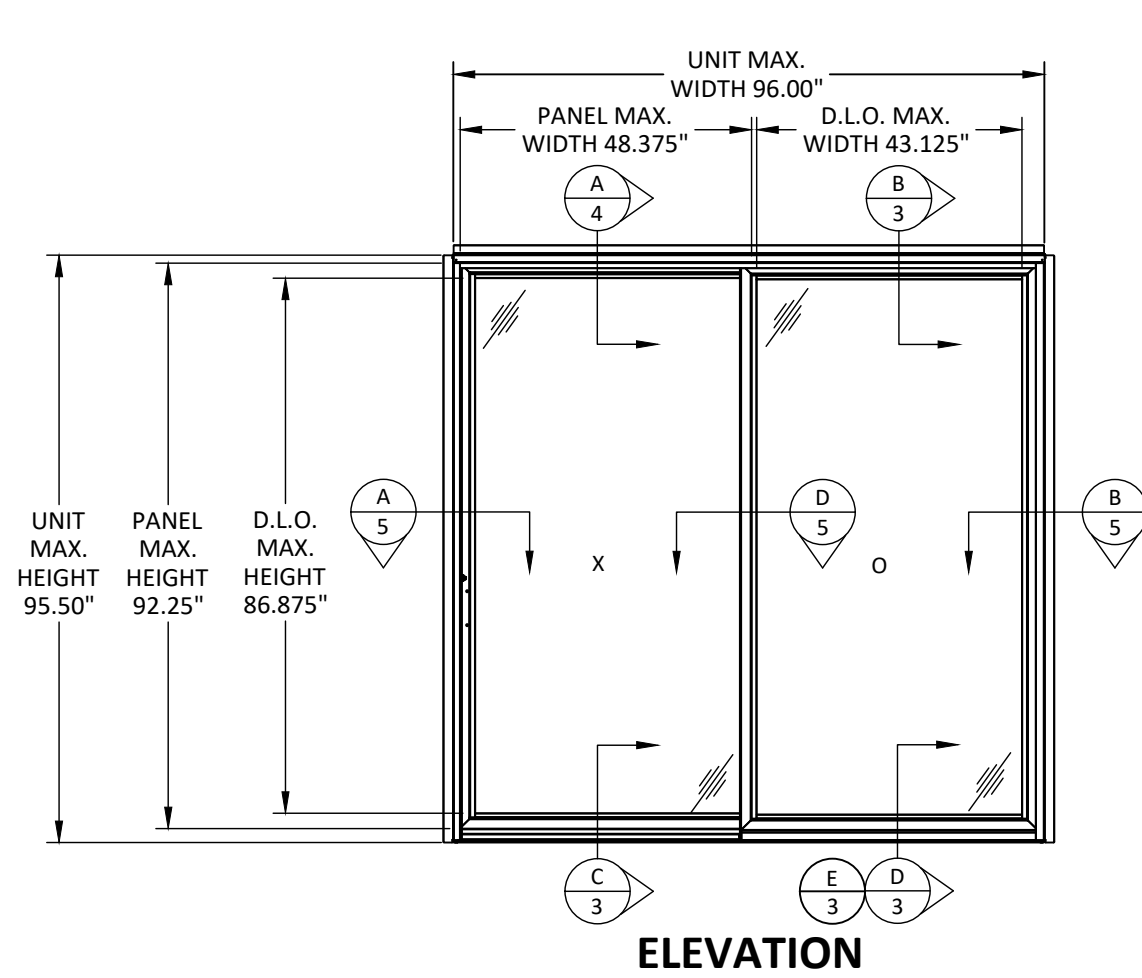 UNIT MAX.
WIDTH 96.00"
PANEL MAX.
WIDTH 48.375"
D.L.O. MAX.
WIDTH 43.125"
A
4
B
3
UNIT
MAX.
HEIGHT
95.50"
PANEL
MAX.
HEIGHT
92.25"
D.L.O.
MAX.
HEIGHT
86.875"
A
5
X
D
5
O
B
5
C
3
E
3
D
3
ELEVATION